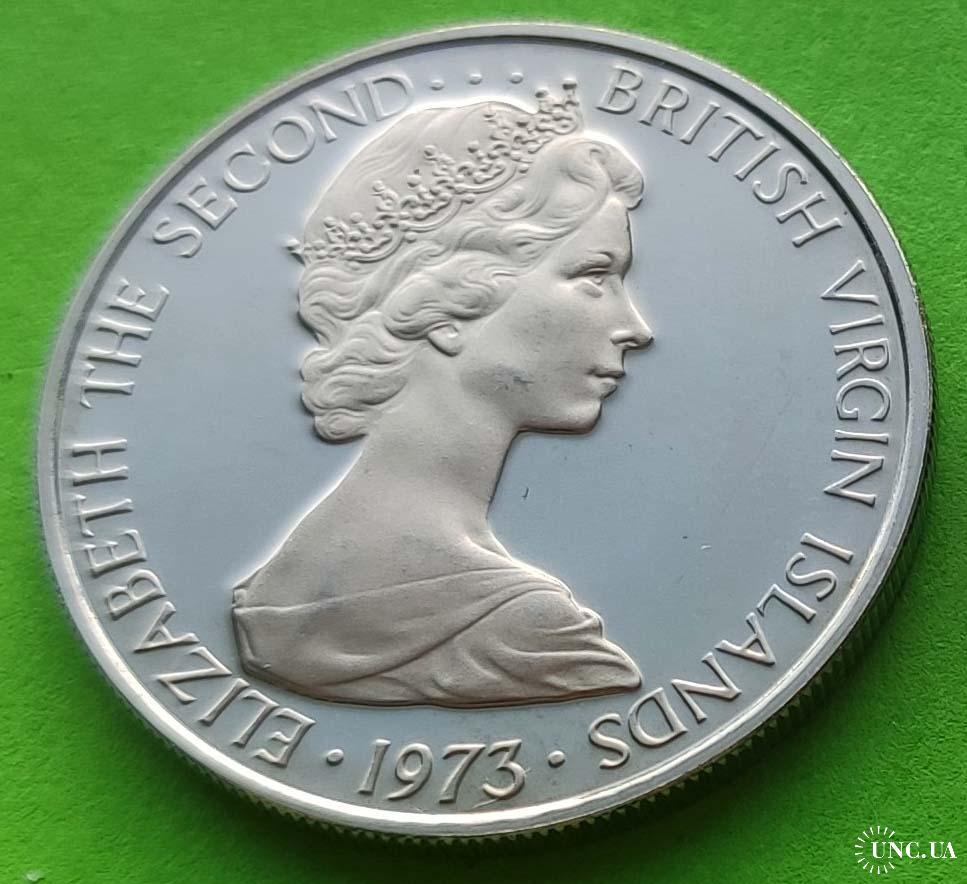 ELIZABETH THE SECOND... BRITISH VIRGIN ISLANDS
· 1973 ·
UNC.UA